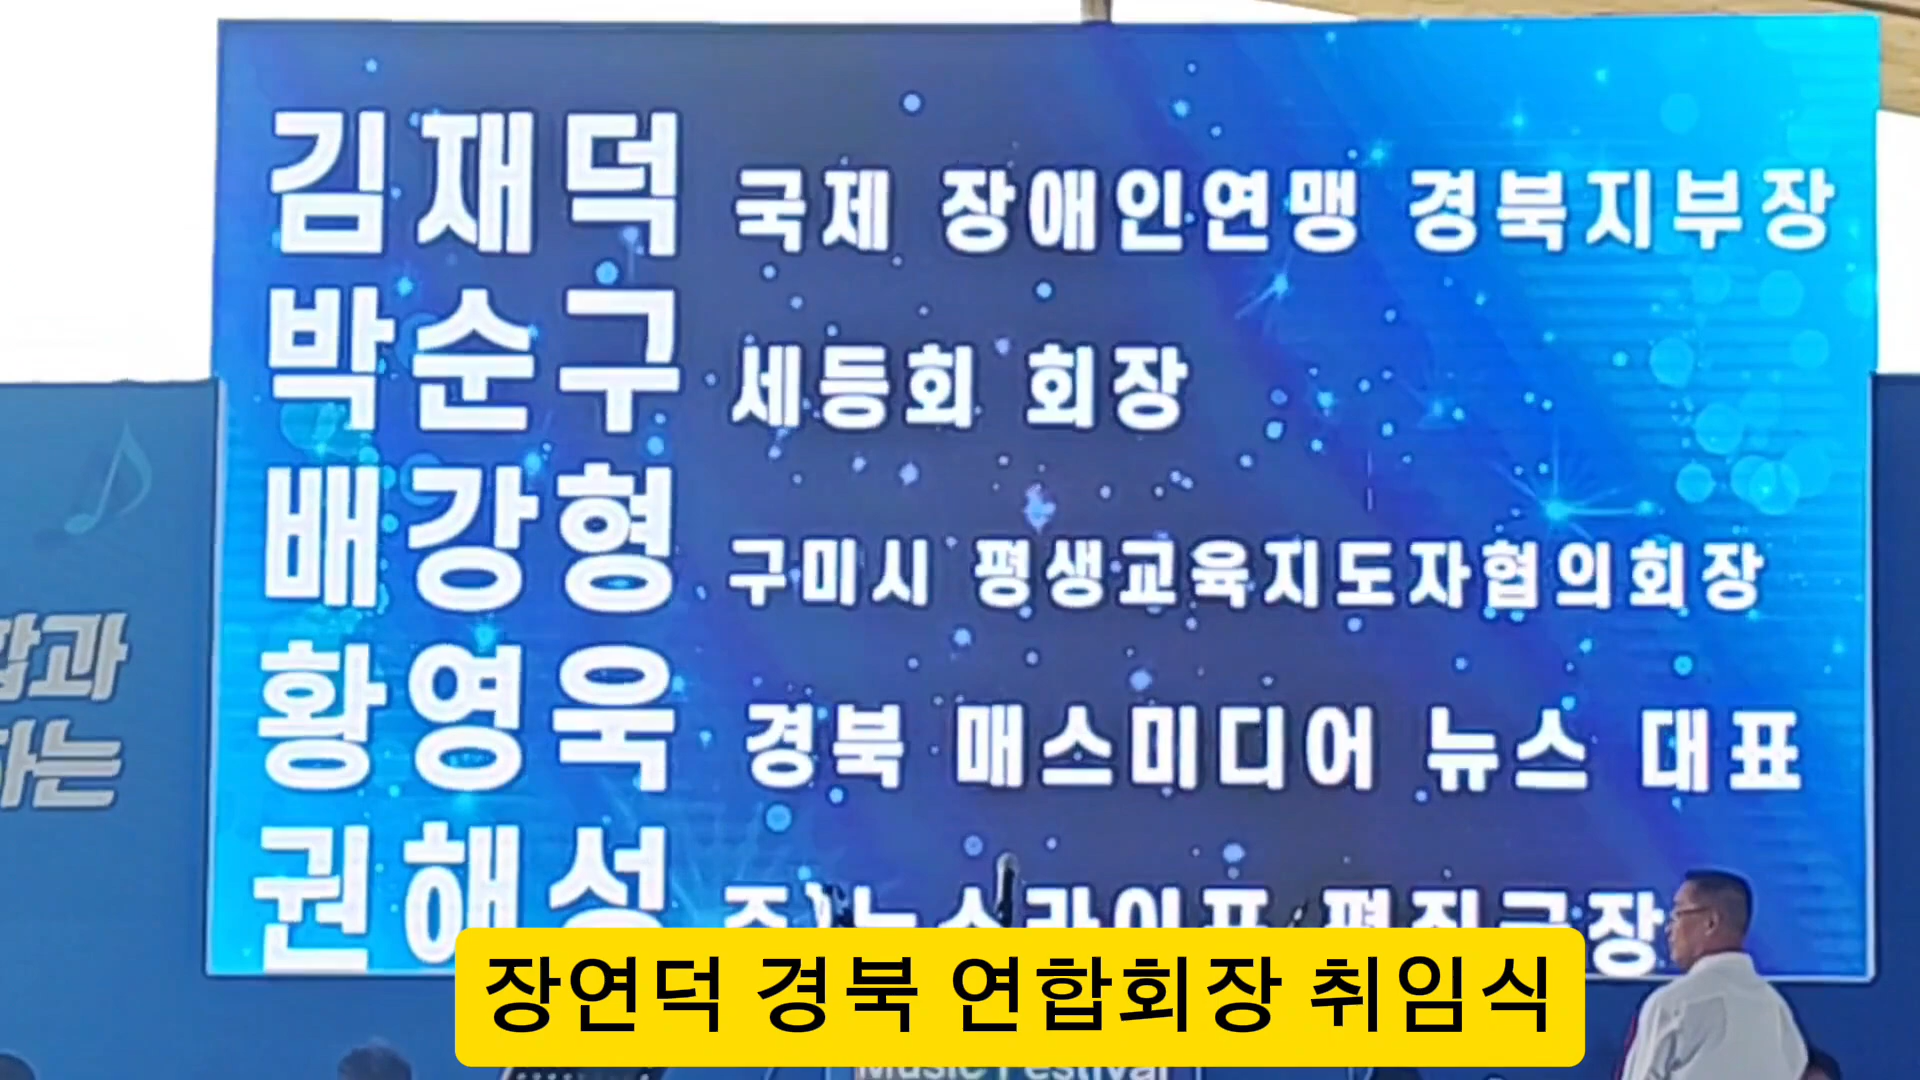 김재덕 국제 장애인연맹 경북지부장
박순구 세등회 회장
배강형 구미시 평생교육지도자협의회장
황영욱 경북 매스미디어 뉴스 대표
권해성
장연덕 경북 연합회장 취임식
Music Festival